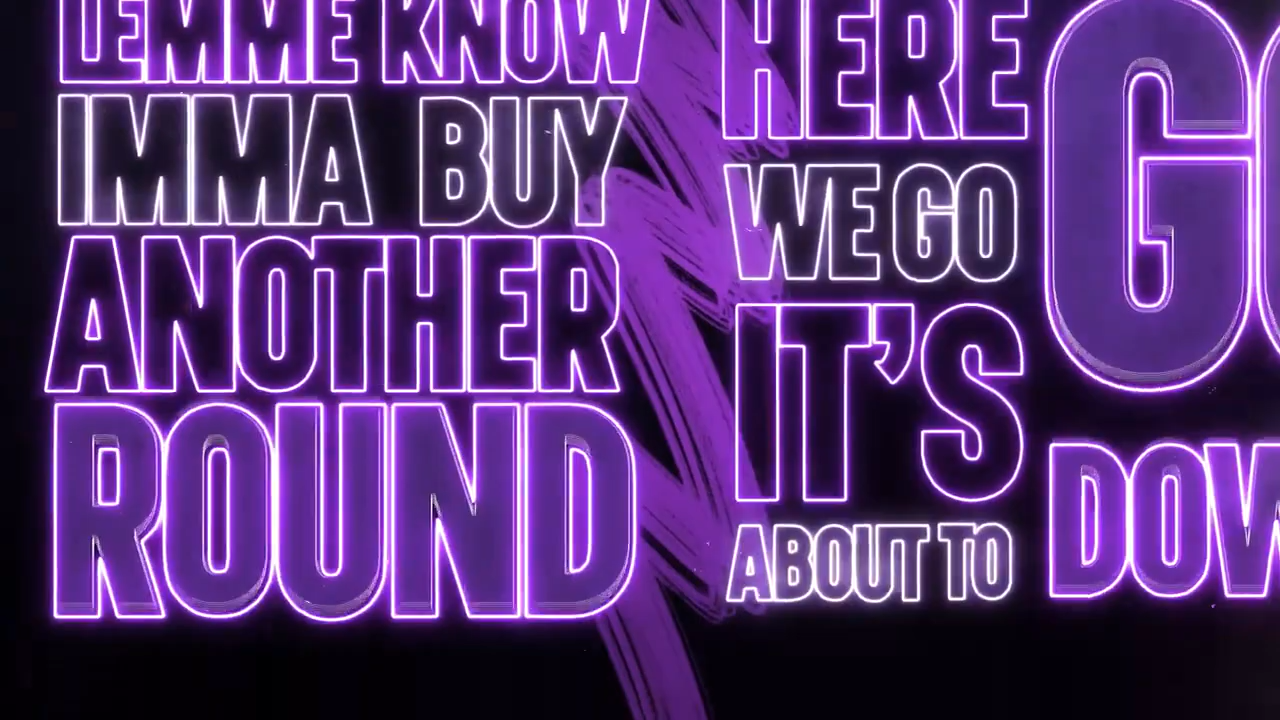 LEMME KNOW
IMMA BUY
ANOTHER
ROUND
HERE
WE GO
IT'S
ABOUT TO